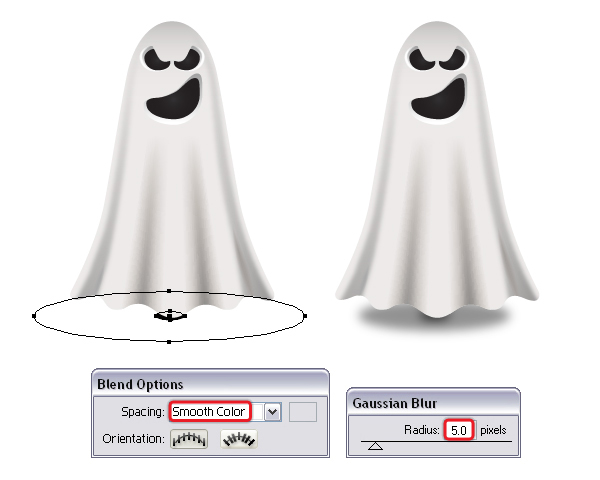 Blend Options
Spacing: Smooth Color
Orientation:
Gaussian Blur
Radius: 5.0 pixels